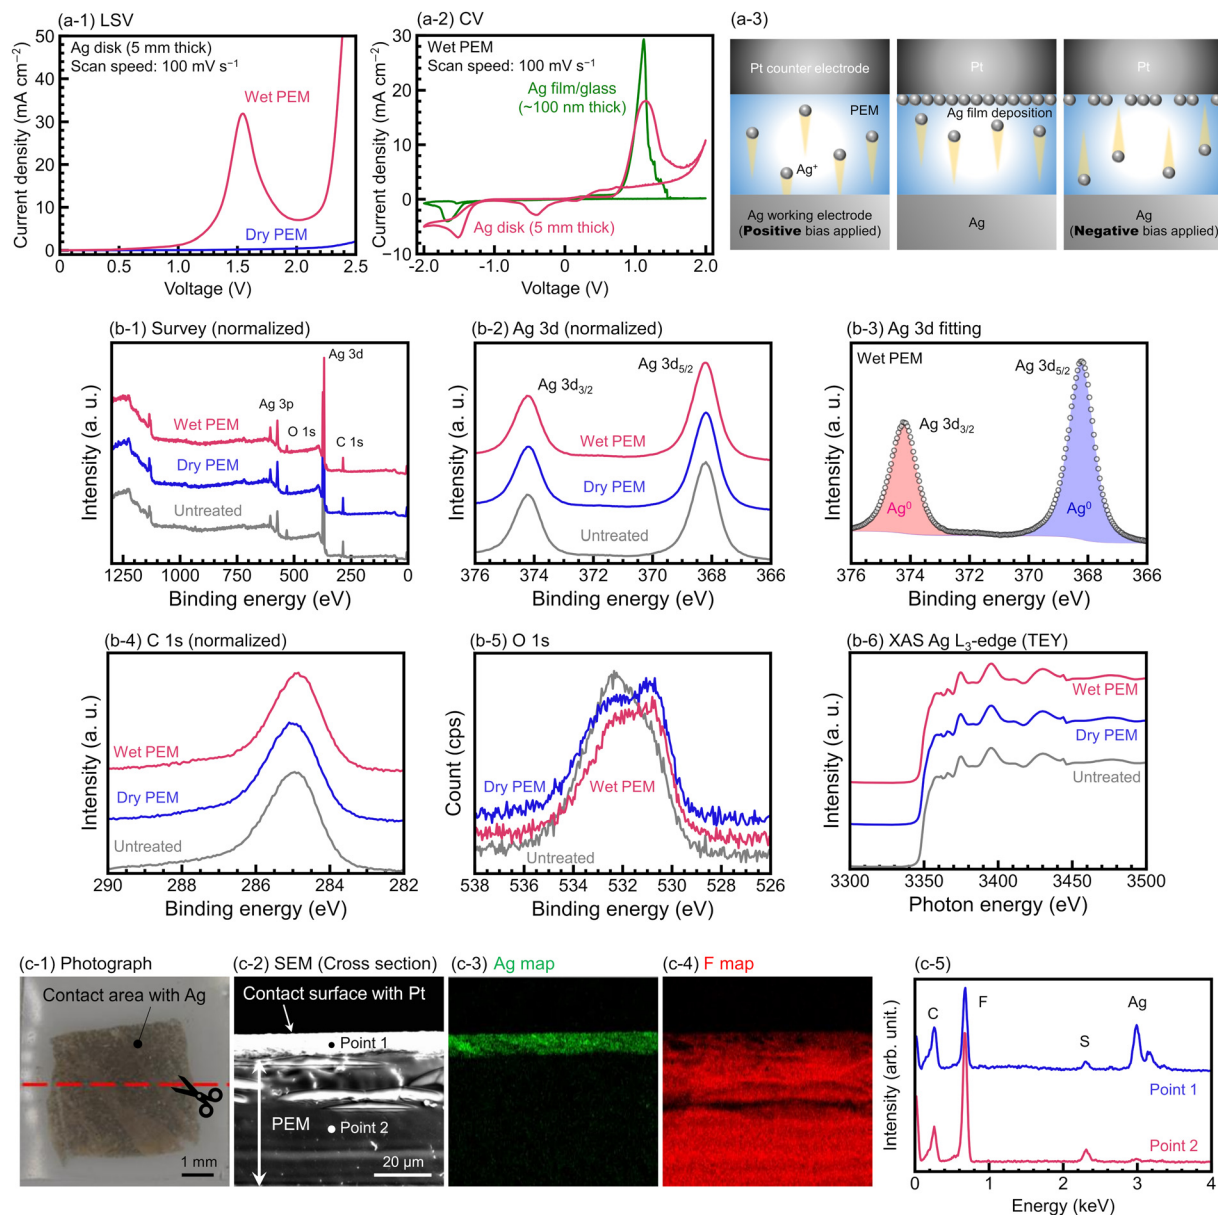 (a-1) LSV
Current density (mA cm−2)
50
40
30
20
10
0
Ag disk (5 mm thick)
Scan speed: 100 mV s−1
Wet PEM
Dry PEM
0 0.5 1.0 1.5 2.0 2.5
Voltage (V)
(a-2) CV
Current density (mA cm−2)
30
20
10
0
−10
Wet PEM
Scan speed: 100 mV s−1
Ag film/glass
(~100 nm thick)
Ag disk (5 mm thick)
-2.0 -1.0 0 1.0 2.0
Voltage (V)
(a-3)
Pt counter electrode
PEM
Ag+
Ag working electrode
(Positive bias applied)
Pt
Ag film deposition
Ag
Pt
Ag
(Negative bias applied)
(b-1) Survey (normalized)
Intensity (a. u.)
Ag 3d
Ag 3p
O 1s
C 1s
Wet PEM
Dry PEM
Untreated
1250 1000 750 500 250 0
Binding energy (eV)
(b-2) Ag 3d (normalized)
Intensity (a. u.)
Ag 3d3/2
Ag 3d5/2
Wet PEM
Dry PEM
Untreated
376 374 372 370 368 366
Binding energy (eV)
(b-3) Ag 3d fitting
Intensity (a. u.)
Wet PEM
Ag 3d5/2
Ag 3d3/2
Ag0
Ag0
376 374 372 370 368 366
Binding energy (eV)
(b-4) C 1s (normalized)
Intensity (a. u.)
Wet PEM
Dry PEM
Untreated
290 288 286 284 282
Binding energy (eV)
(b-5) O 1s
Count (cps)
Dry PEM
Wet PEM
Untreated
538 536 534 532 530 528 526
Binding energy (eV)
(b-6) XAS Ag L3-edge (TEY)
Intensity (a. u.)
Wet PEM
Dry PEM
Untreated
3300 3350 3400 3450 3500
Photon energy (eV)
(c-1) Photograph
Contact area with Ag
1 mm
(c-2) SEM (Cross section)
Contact surface with Pt
Point 1
PEM
Point 2
20 μm
(c-3) Ag map
(c-4) F map
(c-5)
Intensity (arb. unit.)
C
F
S
Ag
Point 1
Point 2
0 1 2 3 4
Energy (keV)